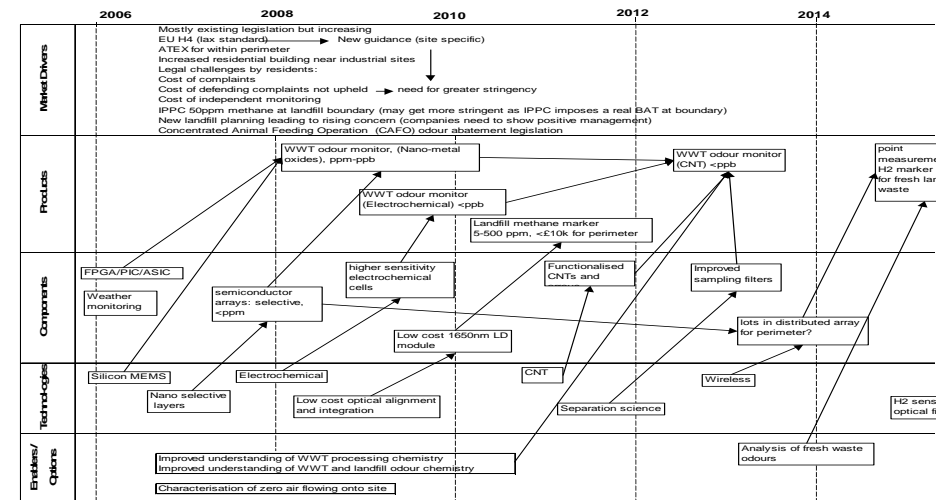 2006 2008 2010 2012 2014
Market Drivers
Mostly existing legislation but increasing
EU H4 (lax standard) New guidance (site specific)
ATEX for within perimeter
Increased residential building near industrial sites
Legal challenges by residents:
Cost of complaints
Cost of defending complaints not upheld need for greater stringency
Cost of independent monitoring
IPPC 50ppm methane at landfill boundary (may get more stringent as IPPC imposes a real BAT at boundary)
New landfill planning leading to rising concern (companies need to show positive management)
Concentrated Animal Feeding Operation (CAFO) odour abatement legislation
Products
WWT odour monitor, (Nano-metal
oxides), ppm-ppb
WWT odour monitor
(CNT) <ppb
point
measureme
H2 marker
for fresh lan
waste
WWT odour monitor
(Electrochemical) <ppb
Landfill methane marker
5-500 ppm, <£10k for perimeter
Components
FPGA/PIC/ASIC
Weather
monitoring
semiconductor
arrays: selective,
<ppm
higher sensitivity
electrochemical
cells
Functionalised
CNTs and
Improved
sampling filters
Low cost 1650nm LD
module
lots in distributed array
for perimeter?
Technologies
Silicon MEMS
Nano selective
layers
Electrochemical
Low cost optical alignment
and integration
CNT
Separation science
Wireless
H2 sens
optical fi
Enablers /
Options
Improved understanding of WWT processing chemistry
Improved understanding of WWT and landfill odour chemistry
Characterisation of zero air flowing onto site
Analysis of fresh waste
odours